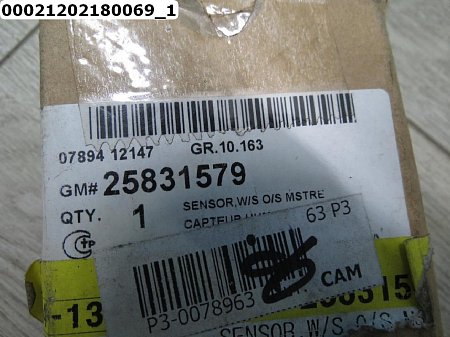 00021202180069_1
07894 12147 GR.10.163
GM# 25831579
QTY. 1 SENSOR,W/S O/S MSTRE
CAPTEUR
63 P3
P3-0078963 CAM
-13
SENSOR, W/S O/S